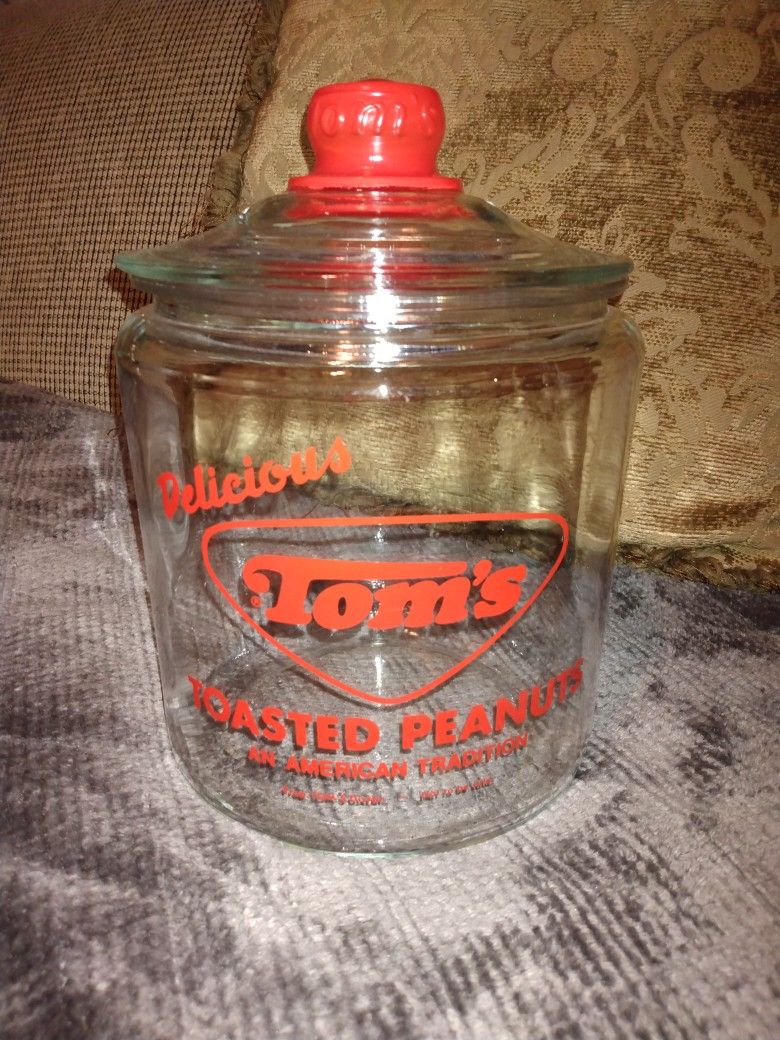 Delicious
Tom's
TOASTED PEANUTS
AN AMERICAN TRADITION